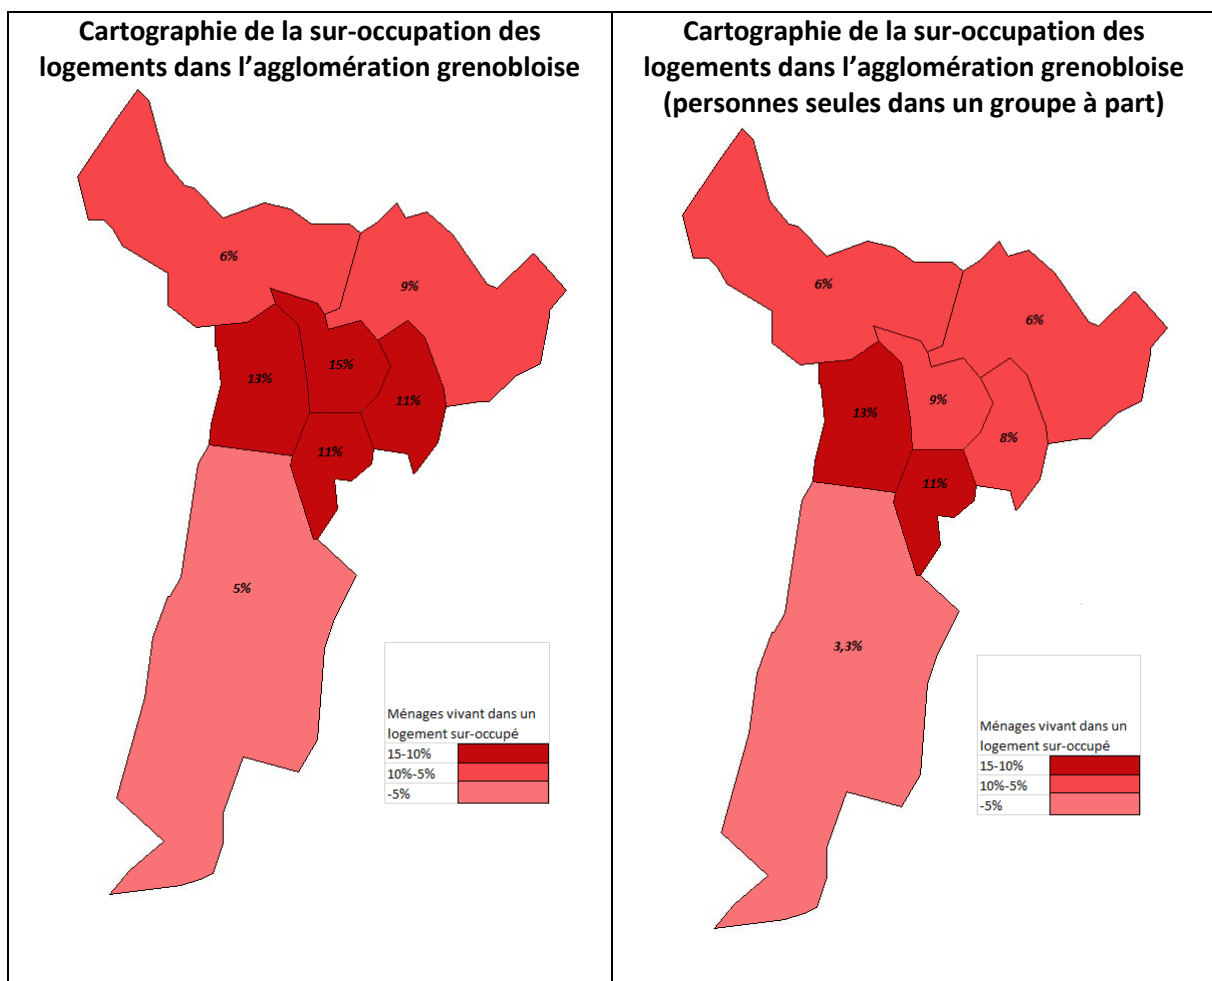 Cartographie de la sur-occupation des
logements dans l'agglomération grenobloise
6%
9%
15%
13%
11%
11%
5%
Ménages vivant dans un
logement sur-occupé
15-10%
10%-5%
-5%
Cartographie de la sur-occupation des
logements dans l'agglomération grenobloise
(personnes seules dans un groupe à part)
6%
6%
9%
13%
8%
11%
3,3%
Ménages vivant dans un
logement sur-occupé
15-10%
10%-5%
-5%